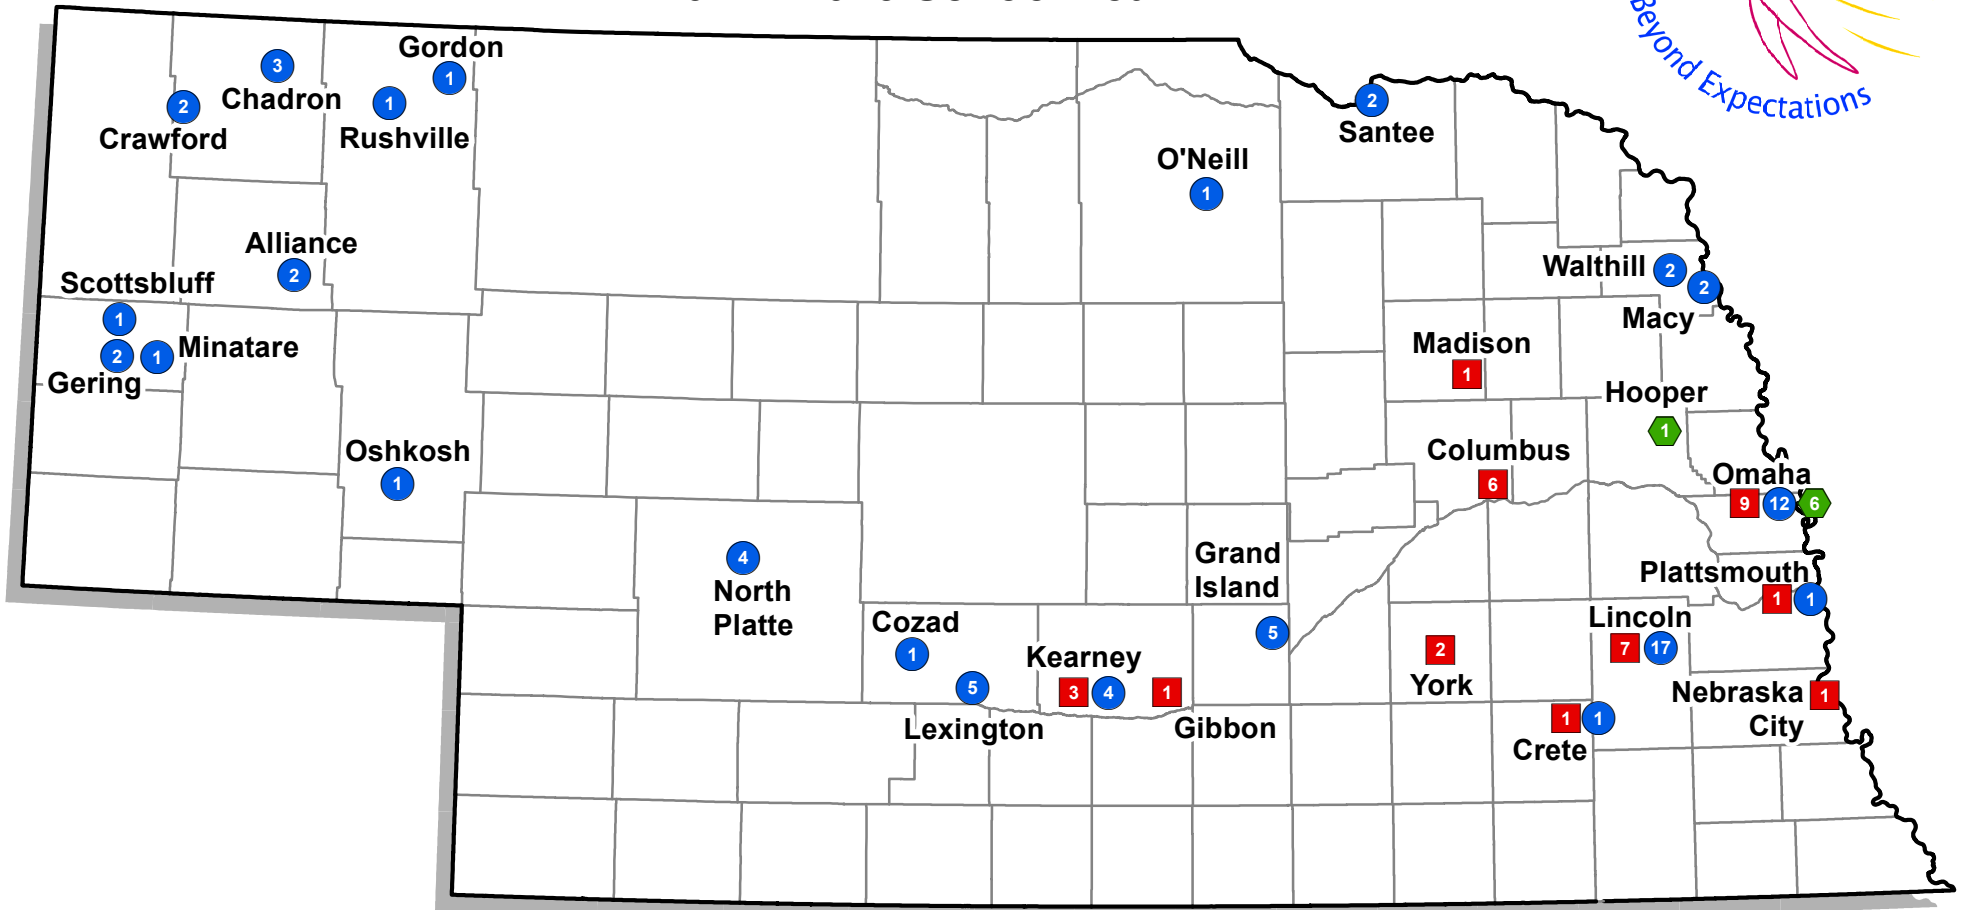 Beyond Expectations
Gordon
3
1
Chadron
2
1
2
Crawford
Rushville
Santee
O'Neill
1
Alliance
2
Scottsbluff
Walthill
2
2
1
Macy
2
1
Minatare
Madison
1
Gering
Hooper
1
Oshkosh
1
Columbus
6
Omaha
9
12
6
4
North
Platte
Grand
Island
5
Plattsmouth
1
1
Cozad
1
Lincoln
7
17
5
Lexington
Kearney
3
4
1
Gibbon
2
York
Nebraska
City
1
1
1
Crete